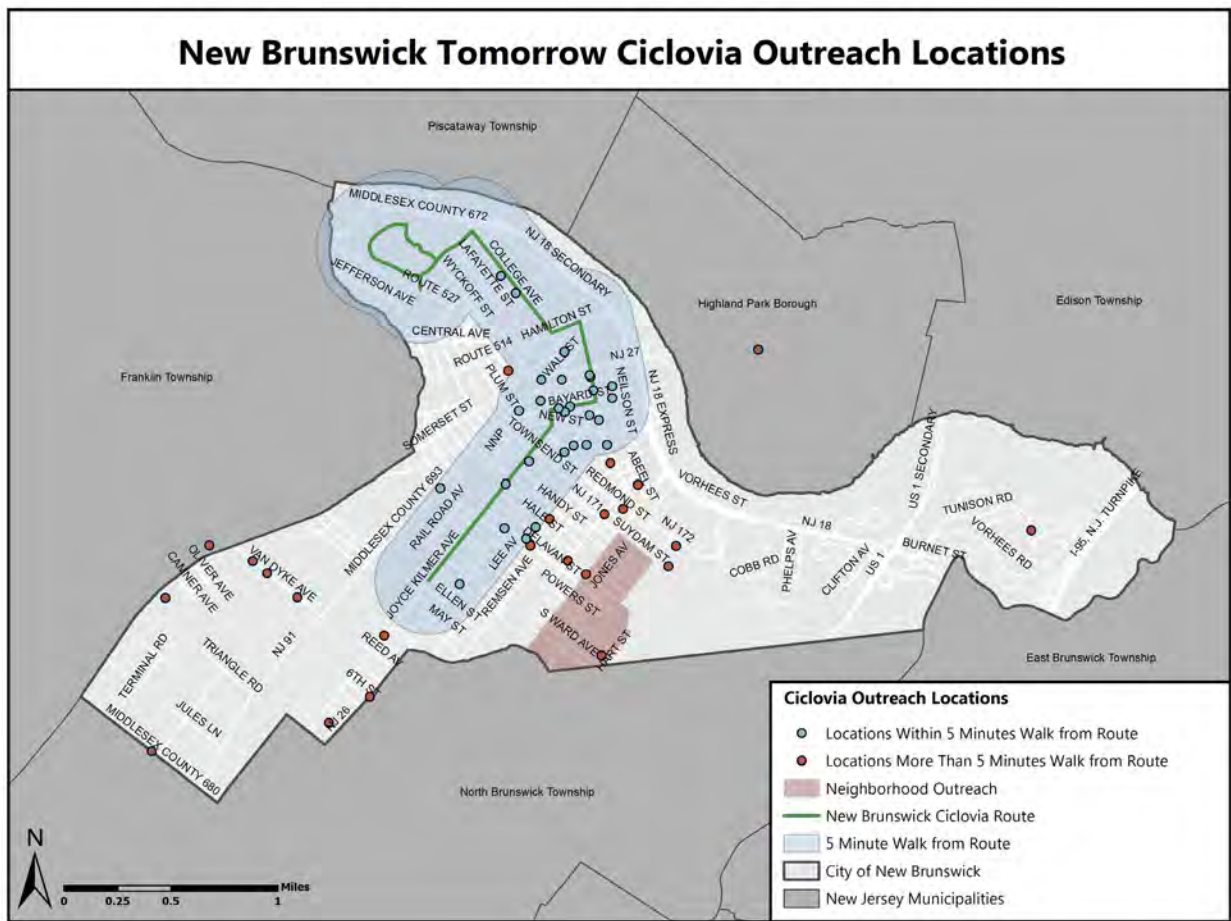 New Brunswick Tomorrow Ciclovia Outreach Locations
Piscataway Township
MIDDLESEX COUNTY 672
NJ 18 SECONDARY
COLLEGE AVE
LAFAYETTE ST
WYCKOFF ST
ROUTE 527
JEFFERSON AVE
HAMILTON ST
Highland Park Borough
Edison Township
CENTRAL AVE
ROUTE 514
WALL ST
NJ 27
Franklin Township
PLUM ST
BAYARD ST
NEILSON ST
NJ 18 EXPRESS
NEW ST
SOMERSET ST
NNP
TOWNSEND ST
ABEEL ST
US 1 SECONDARY
REDMOND ST
VORHEES ST
MIDDLESEX COUNTY 693
RAIL ROAD AV
HANDY ST
NJ 171
HALE ST
SUYDAM ST
NJ 172
NJ 18
TUNISON RD
VORHEES RD
I-95, N.J. TURNPIKE
OLIVER AVE
CANNER AVE
VAN DYKE AVE
LEE AV
DELAVAN ST
JONES AV
COBB RD
PHELPS AV
CLIFTON AV
US 1
BURNET ST
JOYCE KILMER AVE
ELLEN ST
MAY ST
REMSEN AVE
POWERS ST
S WARD AVE
HART ST
TERMINAL RD
TRIANGLE RD
NJ 91
REED AV
6TH ST
NJ 26
JULES LN
MIDDLESEX COUNTY 680
East Brunswick Township
North Brunswick Township
Ciclovia Outreach Locations
Locations Within 5 Minutes Walk from Route
Locations More Than 5 Minutes Walk from Route
Neighborhood Outreach
New Brunswick Ciclovia Route
5 Minute Walk from Route
City of New Brunswick
New Jersey Municipalities
N
Miles
0 0.25 0.5 1